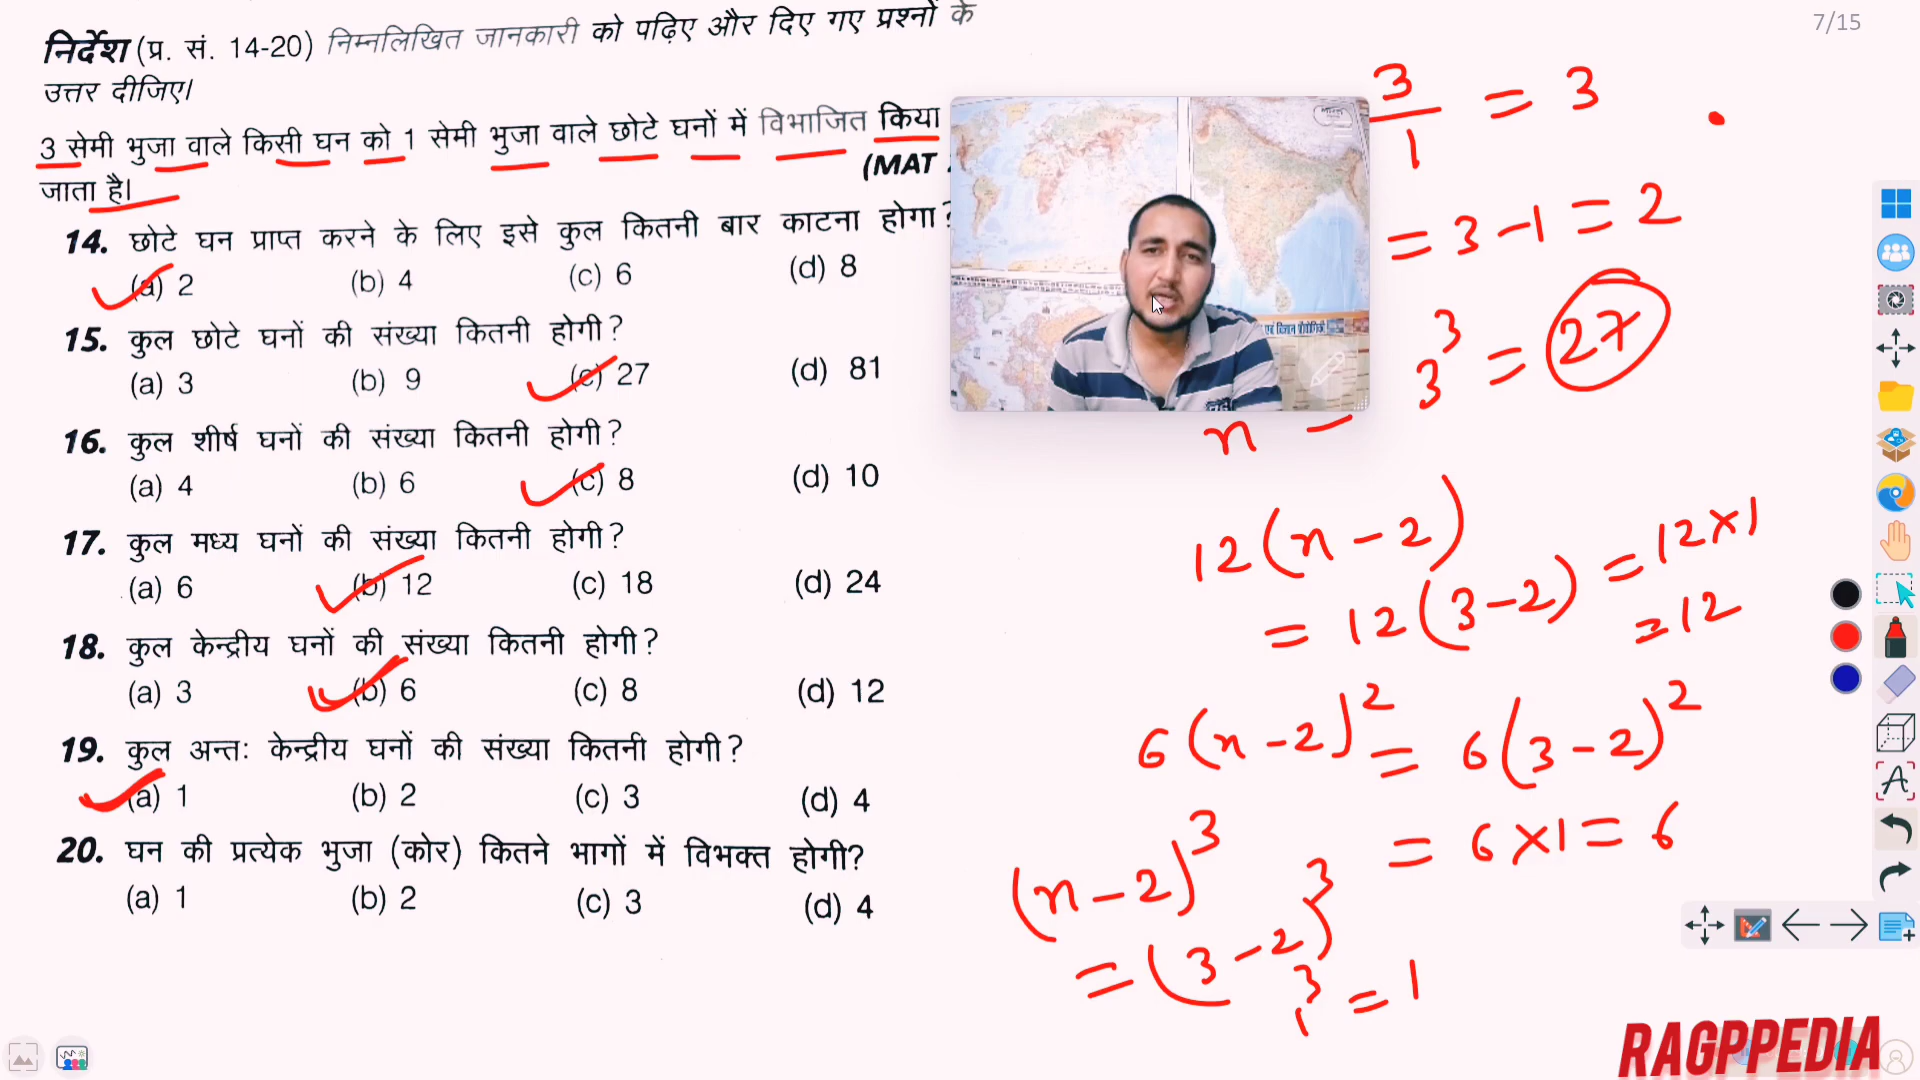 7/15
निर्देश (प्र. सं. 14-20) निम्नलिखित जानकारी को पढ़िए और दिए गए प्रश्नों के
उत्तर दीजिए।
3 सेमी भुजा वाले किसी घन को 1 सेमी भुजा वाले छोटे घनों में विभाजित किया
जाता है। (MAT
14. छोटे घन प्राप्त करने के लिए इसे कुल कितनी बार काटना होगा?
(a) 2 (b) 4 (c) 6 (d) 8
15. कुल छोटे घनों की संख्या कितनी होगी?
(a) 3 (b) 9 (c) 27 (d) 81
16. कुल शीर्ष घनों की संख्या कितनी होगी?
(a) 4 (b) 6 (c) 8 (d) 10
17. कुल मध्य घनों की संख्या कितनी होगी?
(a) 6 (b) 12 (c) 18 (d) 24
18. कुल केन्द्रीय घनों की संख्या कितनी होगी?
(a) 3 (b) 6 (c) 8 (d) 12
19. कुल अन्तः केन्द्रीय घनों की संख्या कितनी होगी?
(a) 1 (b) 2 (c) 3 (d) 4
20. घन की प्रत्येक भुजा (कोर) कितने भागों में विभक्त होगी?
(a) 1 (b) 2 (c) 3 (d) 4
3/1 = 3
= 3 - 1 = 2
3³ = 27
n -
12(n-2)
= 12(3-2) = 12×1
= 12
6(n-2)² = 6(3-2)²
= 6×1 = 6
(n-2)³
= (3-2)³
1³ = 1
RAGPPEDIA